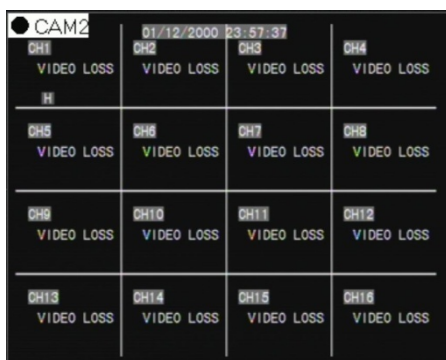 CAM2
01/12/2000 23:57:37
CH1 CH2 CH3 CH4
VIDEO LOSS VIDEO LOSS VIDEO LOSS VIDEO LOSS
H
CH5 CH6 CH7 CH8
VIDEO LOSS VIDEO LOSS VIDEO LOSS VIDEO LOSS
CH9 CH10 CH11 CH12
VIDEO LOSS VIDEO LOSS VIDEO LOSS VIDEO LOSS
CH13 CH14 CH15 CH16
VIDEO LOSS VIDEO LOSS VIDEO LOSS VIDEO LOSS